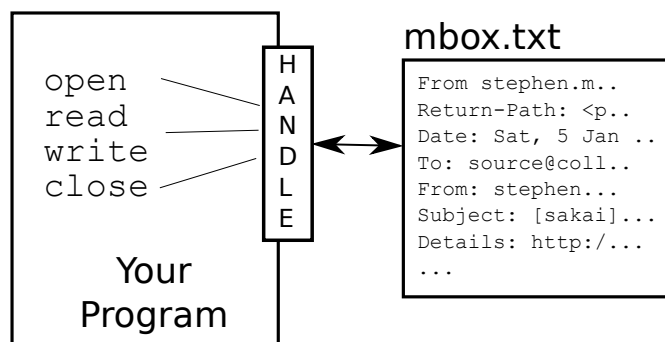 open
read
write
close
Your
Program
H
A
N
D
L
E
mbox.txt
From stephen.m..
Return-Path: <p..
Date: Sat, 5 Jan ..
To: source@coll..
From: stephen...
Subject: [sakai]...
Details: http:/...
...